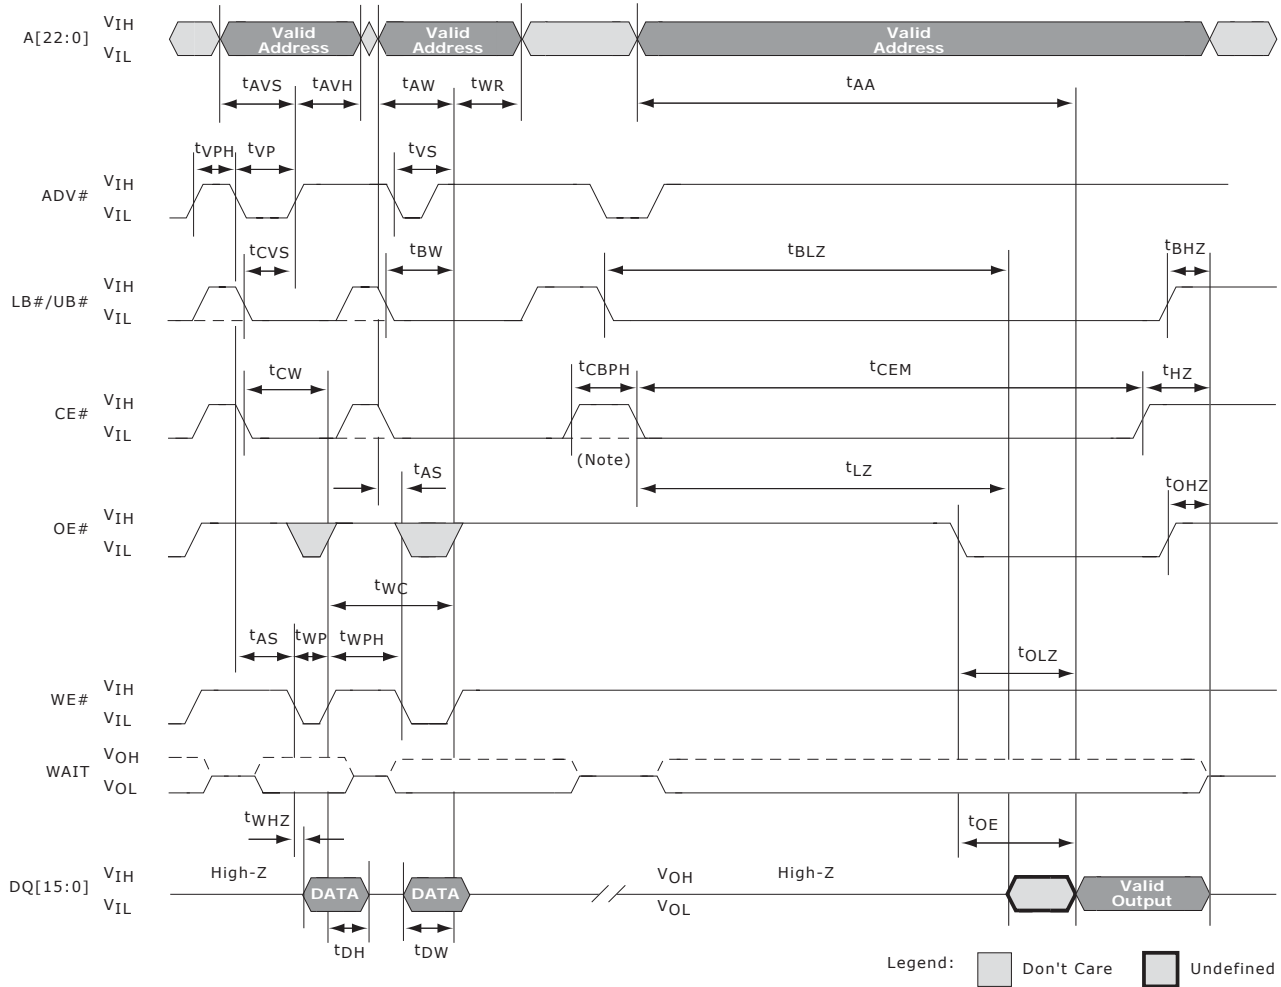 A[22:0] VIH VIL Valid Address Valid Address Valid Address
tAVS tAVH tAW tWR tAA
tVPH tVP tVS
ADV# VIH VIL
tCVS tBW tBLZ tBHZ
LB#/UB# VIH VIL
tCW tCBPH tCEM tHZ
CE# VIH VIL
(Note)
tAS tLZ tOHZ
OE# VIH VIL
tWC
tAS tWP tWPH tOLZ
WE# VIH VIL
WAIT VOH VOL
tWHZ tOE
DQ[15:0] VIH VIL High-Z DATA DATA VOH VOL High-Z Valid Output
tDH tDW
Legend: Don't Care Undefined